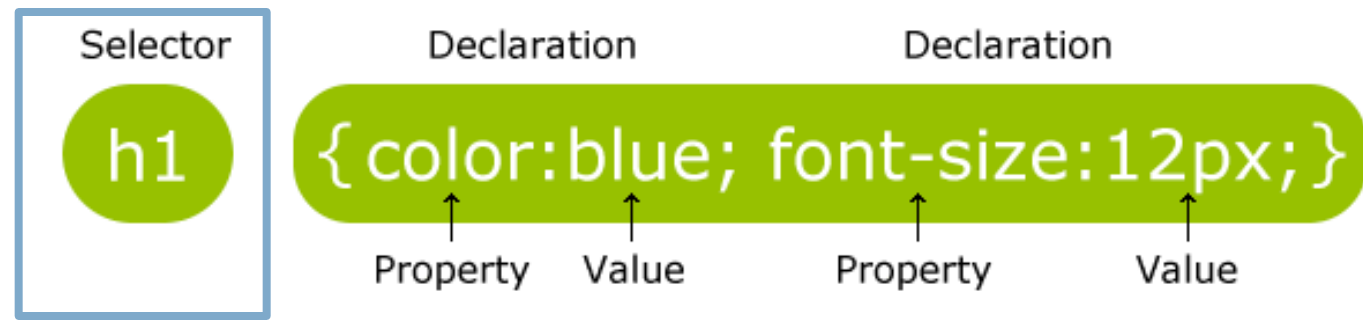 Selector Declaration Declaration
h1 {color:blue; font-size:12px;}
Property Value Property Value